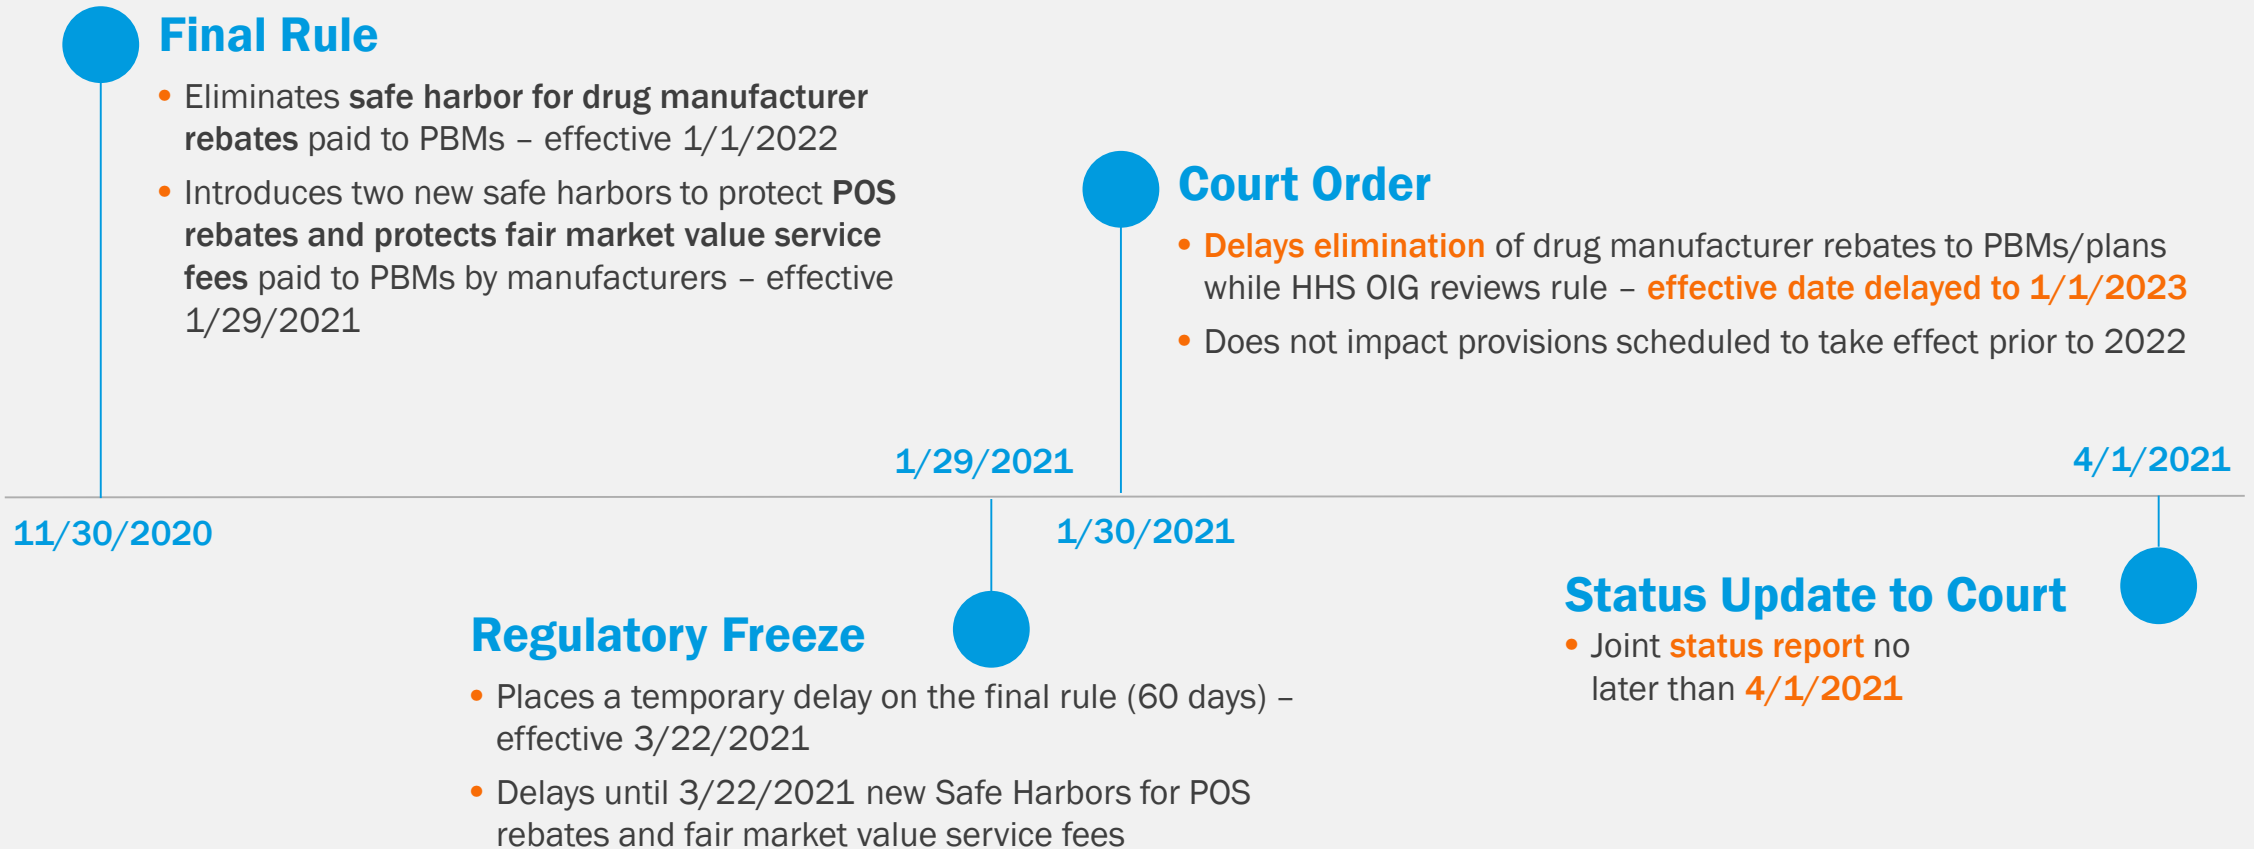 Final Rule
• Eliminates safe harbor for drug manufacturer
rebates paid to PBMs – effective 1/1/2022
• Introduces two new safe harbors to protect POS
rebates and protects fair market value service
fees paid to PBMs by manufacturers – effective
1/29/2021
Court Order
• Delays elimination of drug manufacturer rebates to PBMs/plans
while HHS OIG reviews rule – effective date delayed to 1/1/2023
• Does not impact provisions scheduled to take effect prior to 2022
1/29/2021
4/1/2021
11/30/2020
1/30/2021
Regulatory Freeze
• Places a temporary delay on the final rule (60 days) –
effective 3/22/2021
• Delays until 3/22/2021 new Safe Harbors for POS
rebates and fair market value service fees
Status Update to Court
• Joint status report no
later than 4/1/2021